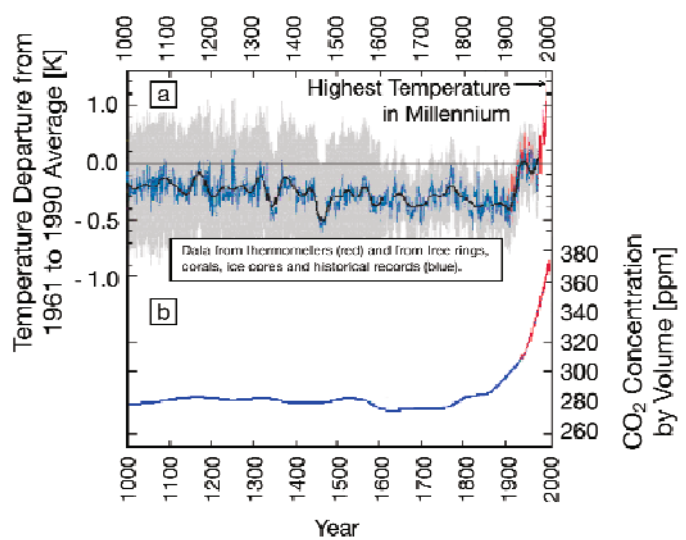 1000 1100 1200 1300 1400 1500 1600 1700 1800 1900 2000
Temperature Departure from
1961 to 1990 Average [K]
a
Highest Temperature
in Millennium
1.0
0.0
- 0.5
- 1.0
Data from thermometers (red) and from tree rings,
corals, ice cores and historical records (blue).
b
380
360
340
320
300
280
260
CO₂ Concentration
by Volume [ppm]
1000 1100 1200 1300 1400 1500 1600 1700 1800 1900 2000
Year